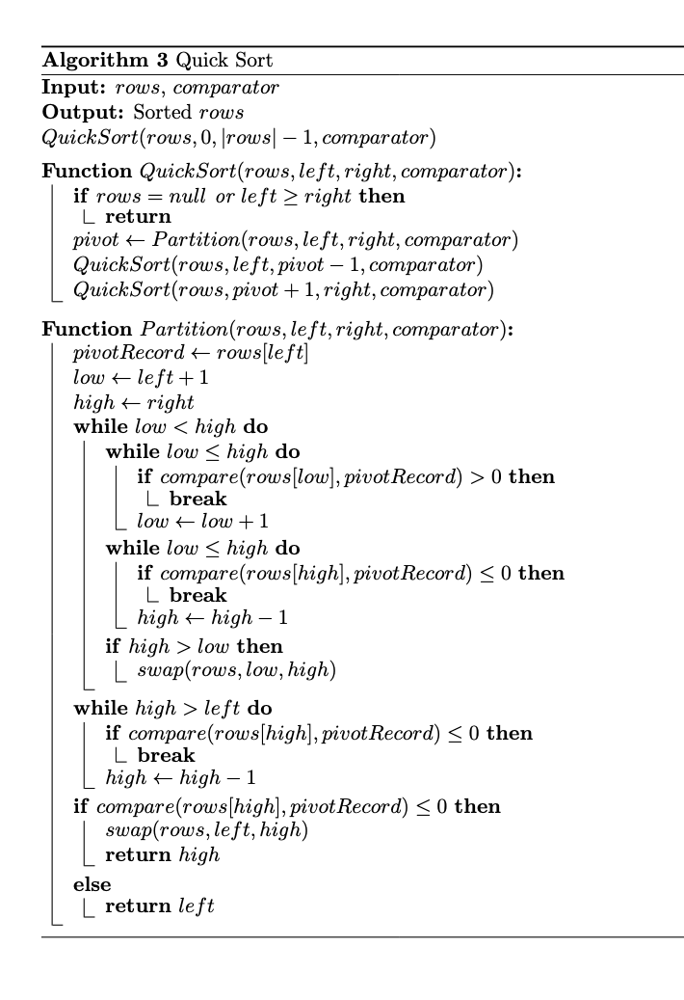 Algorithm 3 Quick Sort
Input: rows, comparator
Output: Sorted rows
QuickSort(rows, 0, |rows| − 1, comparator)
Function QuickSort(rows, left, right, comparator):
if rows = null or left ≥ right then
return
pivot ← Partition(rows, left, right, comparator)
QuickSort(rows, left, pivot − 1, comparator)
QuickSort(rows, pivot + 1, right, comparator)
Function Partition(rows, left, right, comparator):
pivotRecord ← rows[left]
low ← left + 1
high ← right
while low < high do
while low ≤ high do
if compare(rows[low], pivotRecord) > 0 then
break
low ← low + 1
while low ≤ high do
if compare(rows[high], pivotRecord) ≤ 0 then
break
high ← high − 1
if high > low then
swap(rows, low, high)
while high > left do
if compare(rows[high], pivotRecord) ≤ 0 then
break
high ← high − 1
if compare(rows[high], pivotRecord) ≤ 0 then
swap(rows, left, high)
return high
else
return left